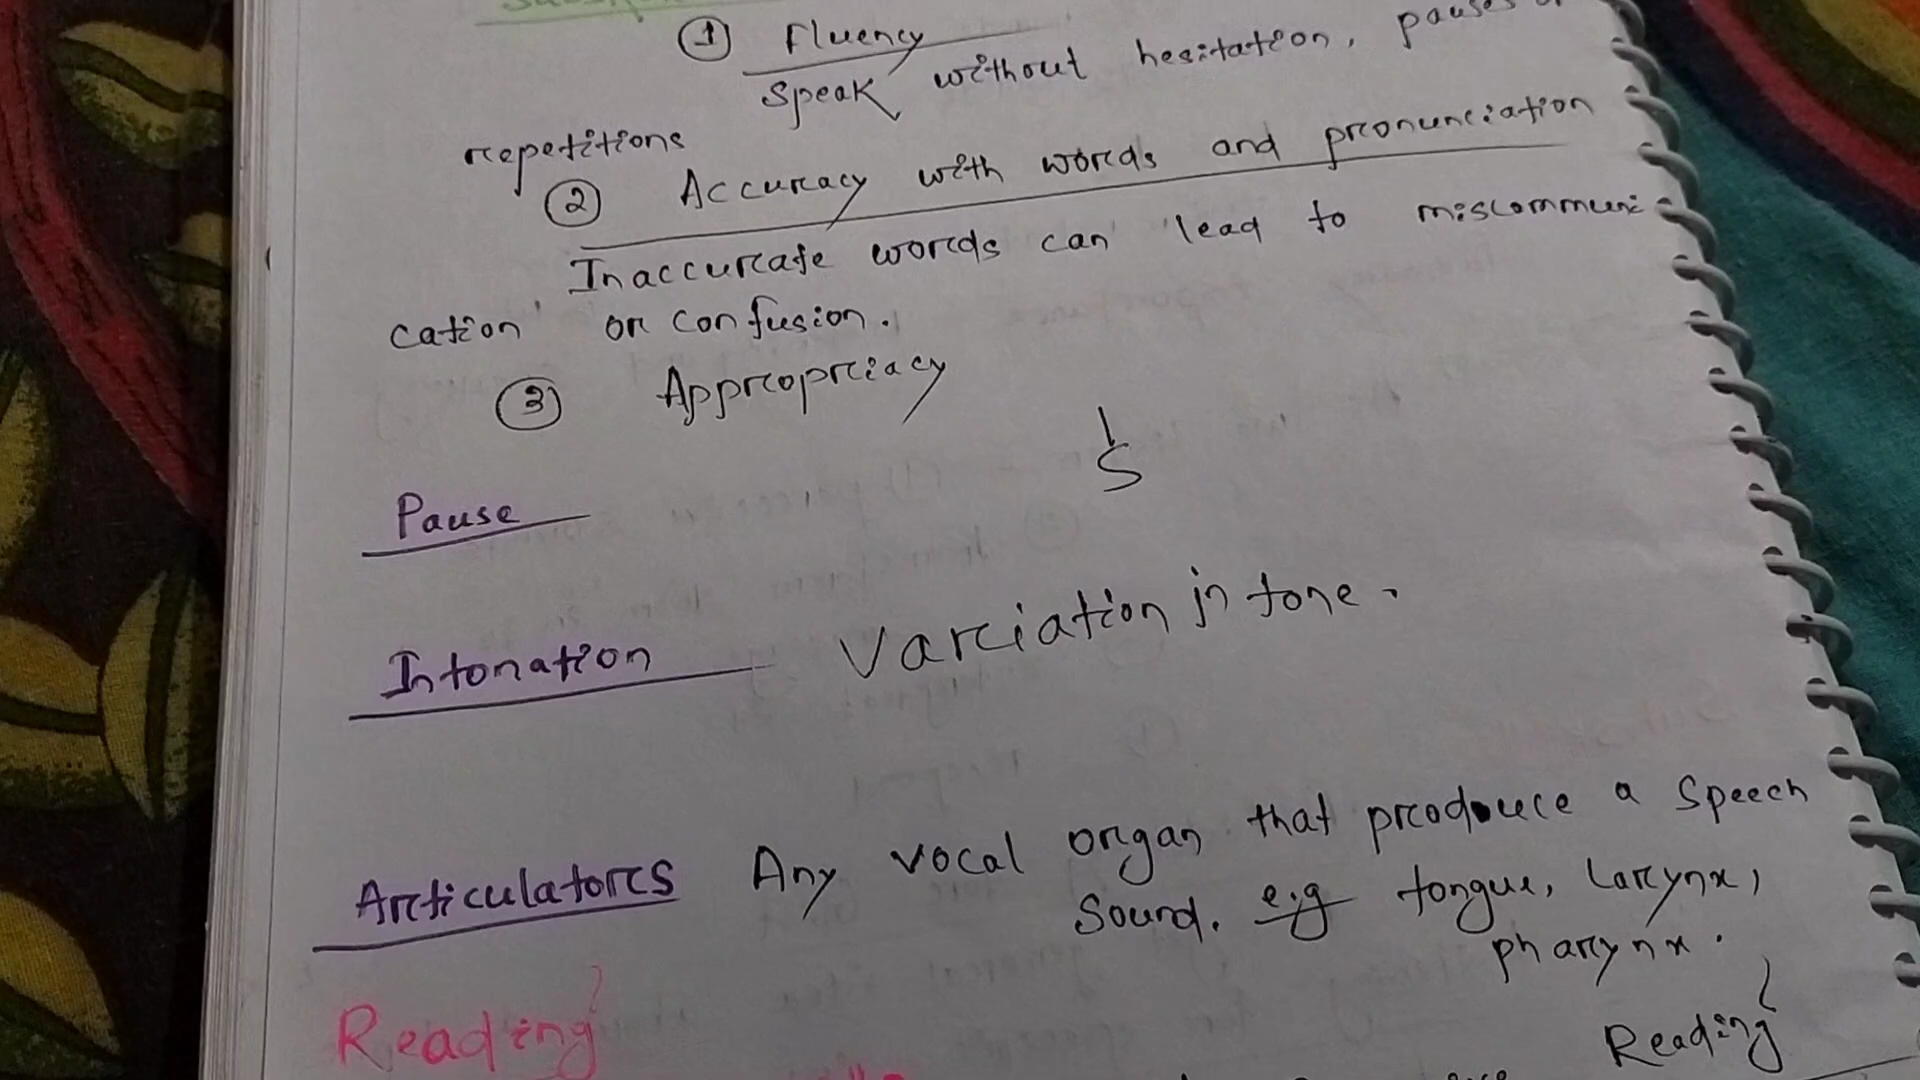 ① Fluency
Speak without hesitation, pauses
repetitions
② Accuracy with words and pronunciation
Inaccurate words can lead to miscommuni
cation or confusion.
③ Appropriacy
S
Pause
Intonation Variation in tone.
Articulators Any vocal organ that produce a speech
sound. e.g tongue, larynx,
pharynx.
Reading
Reading